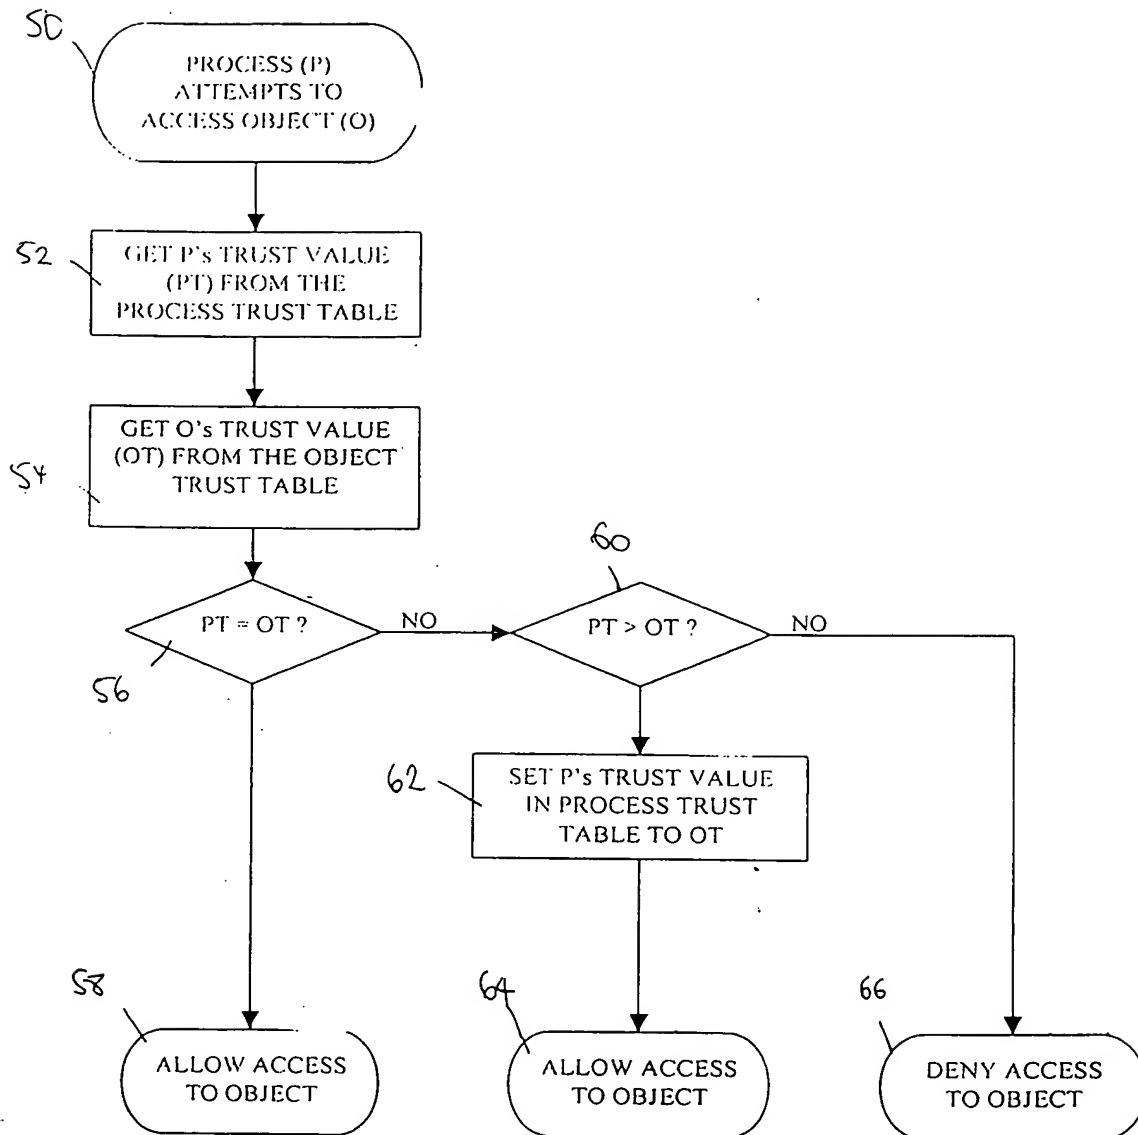 50
PROCESS (P)
ATTEMPTS TO
ACCESS OBJECT (O)
52
GET P's TRUST VALUE
(PT) FROM THE
PROCESS TRUST TABLE
54
GET O's TRUST VALUE
(OT) FROM THE OBJECT
TRUST TABLE
56
PT = OT ?
NO
60
PT > OT ?
NO
62
SET P's TRUST VALUE
IN PROCESS TRUST
TABLE TO OT
58
ALLOW ACCESS
TO OBJECT
64
ALLOW ACCESS
TO OBJECT
66
DENY ACCESS
TO OBJECT